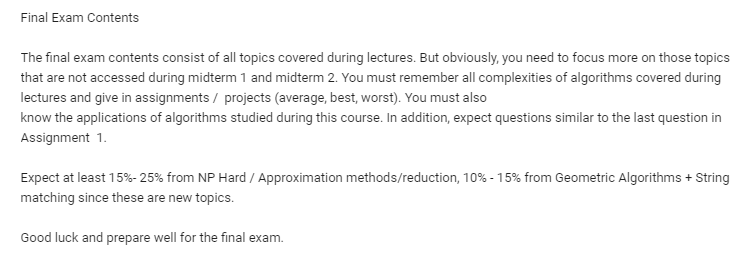 Final Exam Contents
The final exam contents consist of all topics covered during lectures. But obviously, you need to focus more on those topics
that are not accessed during midterm 1 and midterm 2. You must remember all complexities of algorithms covered during
lectures and give in assignments / projects (average, best, worst). You must also
know the applications of algorithms studied during this course. In addition, expect questions similar to the last question in
Assignment 1.
Expect at least 15%- 25% from NP Hard / Approximation methods/reduction, 10% - 15% from Geometric Algorithms + String
matching since these are new topics.
Good luck and prepare well for the final exam.